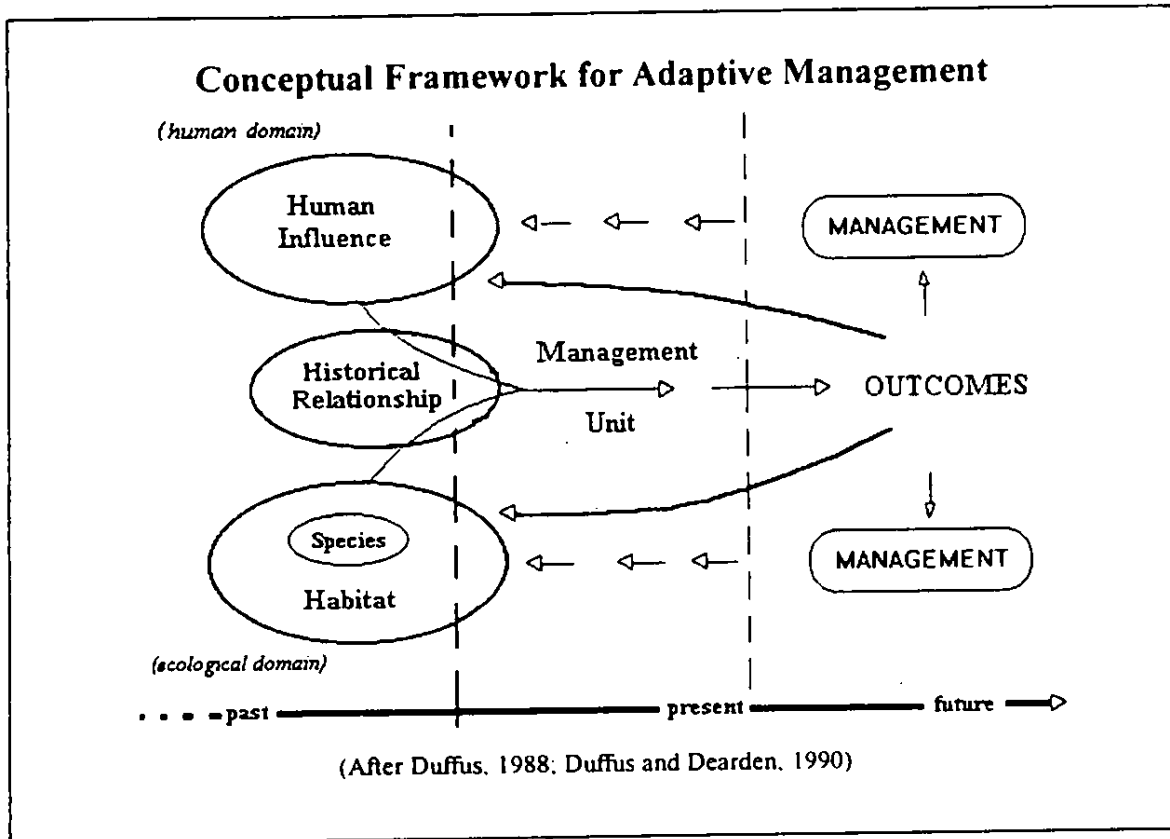 Conceptual Framework for Adaptive Management
(human domain)
Human
Influence
MANAGEMENT
Historical
Relationship
Management
Unit
OUTCOMES
Species
Habitat
MANAGEMENT
(ecological domain)
past
present
future
(After Duffus, 1988; Duffus and Dearden, 1990)